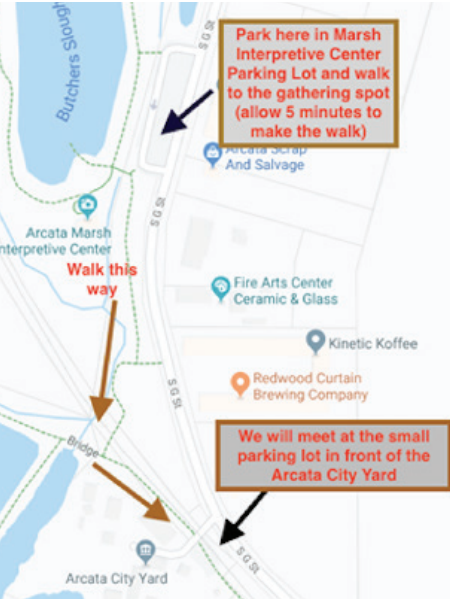 Butchers Slough
S G St
Park here in Marsh
Interpretive Center
Parking Lot and walk
to the gathering spot
(allow 5 minutes to
make the walk)
Arcata Scrap
And Salvage
S G St
Arcata Marsh
nterpretive Center
Walk this
way
Fire Arts Center
Ceramic & Glass
Kinetic Koffee
Redwood Curtain
Brewing Company
S G St
We will meet at the small
parking lot in front of the
Arcata City Yard
Bridge
Arcata City Yard
S G St